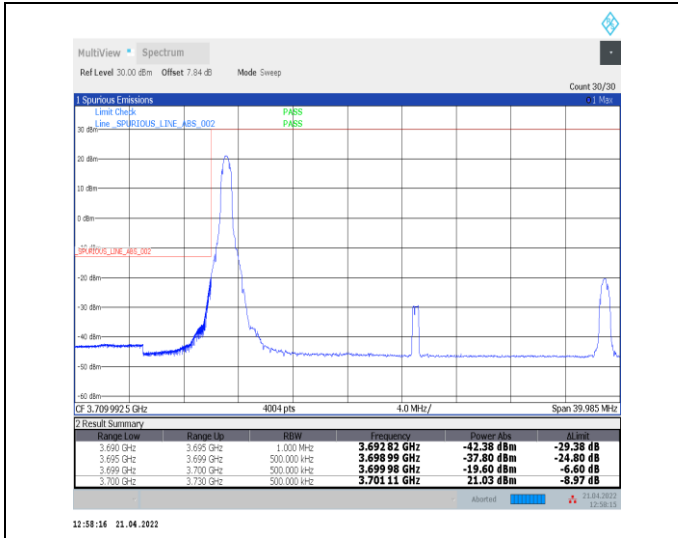 MultiView * Spectrum
Ref Level 30.00 dBm Offset 7.84 dB Mode Sweep
Count 30/30
1 Spurious Emissions 1 Max
Limit Check PASS
Line _SPURIOUS_LINE_ABS_002 PASS
30 dBm
20 dBm
10 dBm
0 dBm
-10 dBm
_SPURIOUS_LINE_ABS_002
-20 dBm
-30 dBm
-40 dBm
-50 dBm
-60 dBm
CF 3.709 992 5 GHz 4004 pts 4.0 MHz/ Span 39.985 MHz
2 Result Summary
Range Low Range Up RBW Frequency Power Abs ΔLimit
3.690 GHz 3.695 GHz 1.000 MHz 3.692 82 GHz -42.38 dBm -29.38 dB
3.695 GHz 3.699 GHz 500.000 kHz 3.698 99 GHz -37.80 dBm -24.80 dB
3.699 GHz 3.700 GHz 500.000 kHz 3.699 98 GHz -19.60 dBm -6.60 dB
3.700 GHz 3.730 GHz 500.000 kHz 3.701 11 GHz 21.03 dBm -8.97 dB
Aborted 21.04.2022
12:58:15
12:58:16 21.04.2022